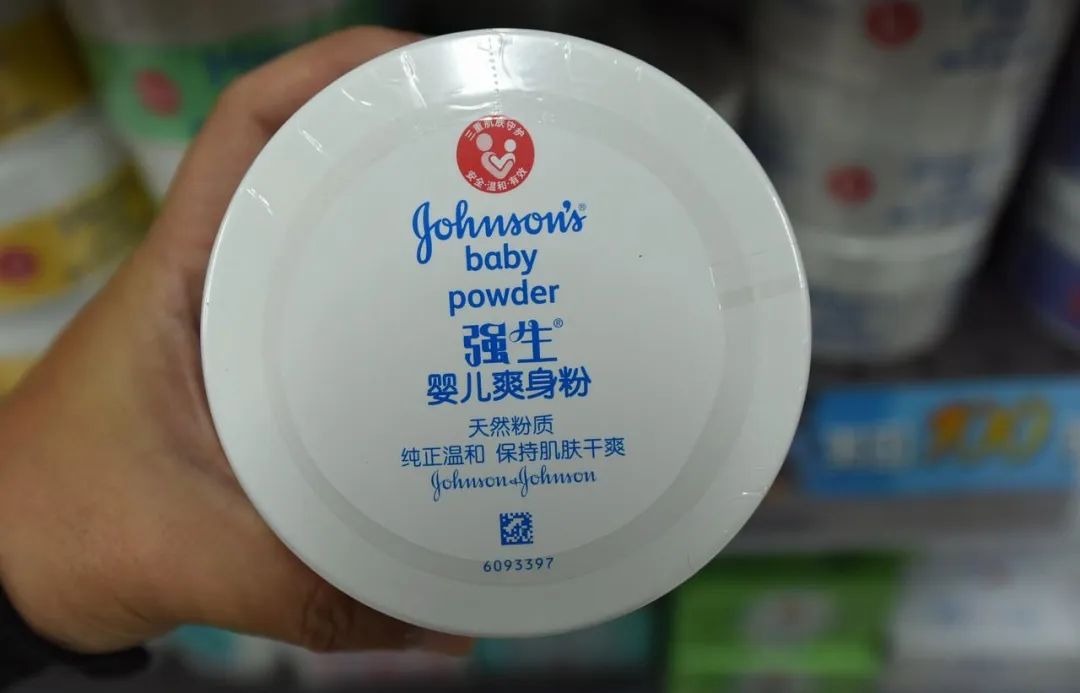 三重肌肤守护
安全·温和·有效
Johnson's®
baby
powder
强生®
婴儿爽身粉
天然粉质
纯正温和 保持肌肤干爽
Johnson & Johnson
6093397